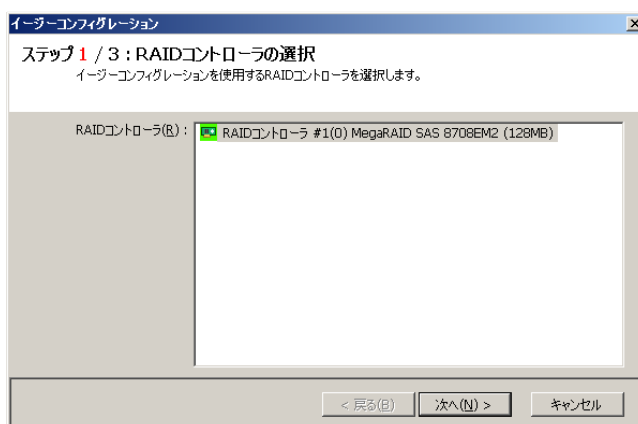 イージーコンフィグレーション
ステップ 1 / 3 : RAIDコントローラの選択
イージーコンフィグレーションを使用するRAIDコントローラを選択します。
RAIDコントローラ(R) : RAIDコントローラ #1(0) MegaRAID SAS 8708EM2 (128MB)
< 戻る(B) 次へ(N) > キャンセル